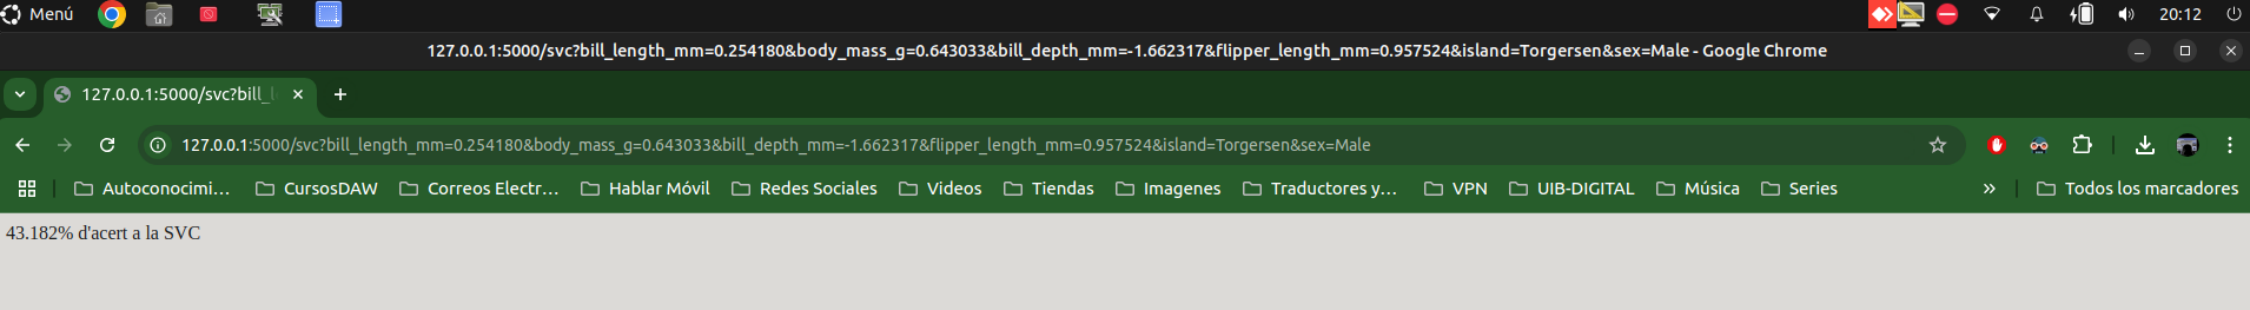 Menú 20:12
127.0.0.1:5000/svc?bill_length_mm=0.254180&body_mass_g=0.643033&bill_depth_mm=-1.662317&flipper_length_mm=0.957524&island=Torgersen&sex=Male - Google Chrome
127.0.0.1:5000/svc?bill_l
127.0.0.1:5000/svc?bill_length_mm=0.254180&body_mass_g=0.643033&bill_depth_mm=-1.662317&flipper_length_mm=0.957524&island=Torgersen&sex=Male
Autoconocimi... CursosDAW Correos Electr... Hablar Móvil Redes Sociales Videos Tiendas Imagenes Traductores y... VPN UIB-DIGITAL Música Series » Todos los marcadores
43.182% d'acert a la SVC